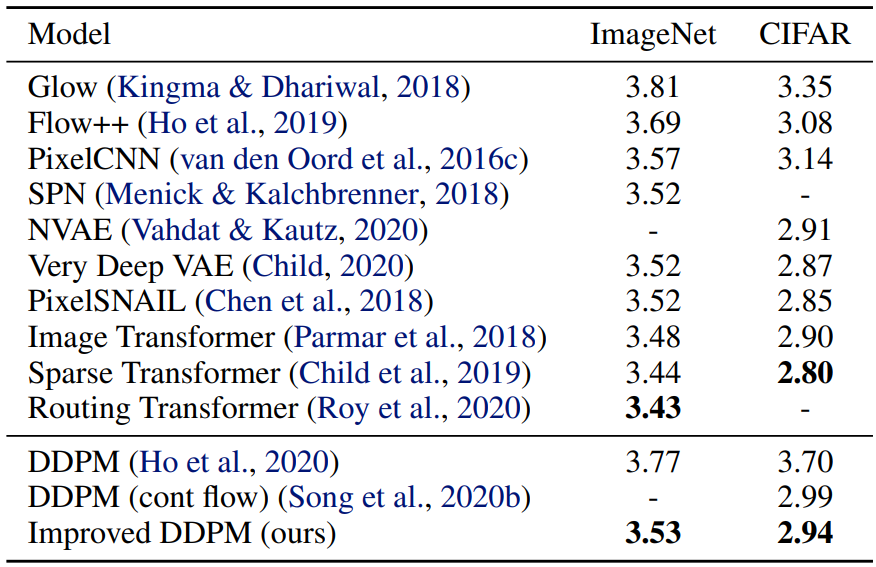 Model ImageNet CIFAR
Glow (Kingma & Dhariwal, 2018) 3.81 3.35
Flow++ (Ho et al., 2019) 3.69 3.08
PixelCNN (van den Oord et al., 2016c) 3.57 3.14
SPN (Menick & Kalchbrenner, 2018) 3.52 -
NVAE (Vahdat & Kautz, 2020) - 2.91
Very Deep VAE (Child, 2020) 3.52 2.87
PixelSNAIL (Chen et al., 2018) 3.52 2.85
Image Transformer (Parmar et al., 2018) 3.48 2.90
Sparse Transformer (Child et al., 2019) 3.44 2.80
Routing Transformer (Roy et al., 2020) 3.43 -
DDPM (Ho et al., 2020) 3.77 3.70
DDPM (cont flow) (Song et al., 2020b) - 2.99
Improved DDPM (ours) 3.53 2.94